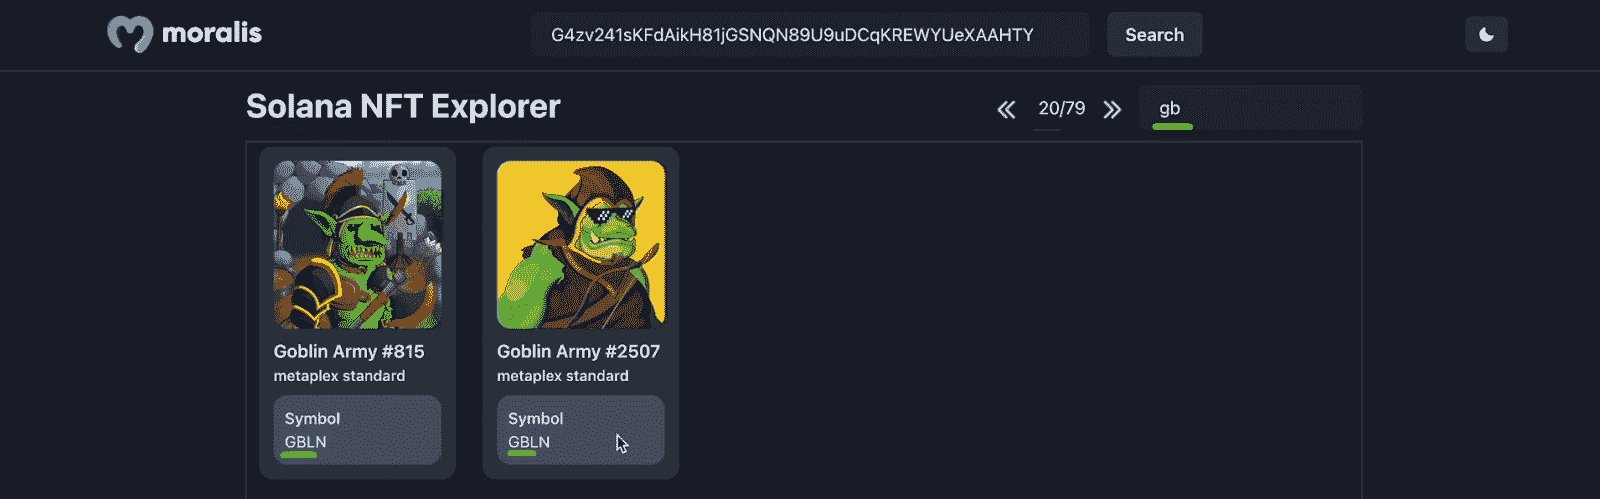 moralis
G4zv241sKFdAikH81jGSNQN89U9uDCqKREWYUeXAAHTY
Search
Solana NFT Explorer
20/79
gb
Goblin Army #815
metaplex standard
Symbol
GBLN
Goblin Army #2507
metaplex standard
Symbol
GBLN